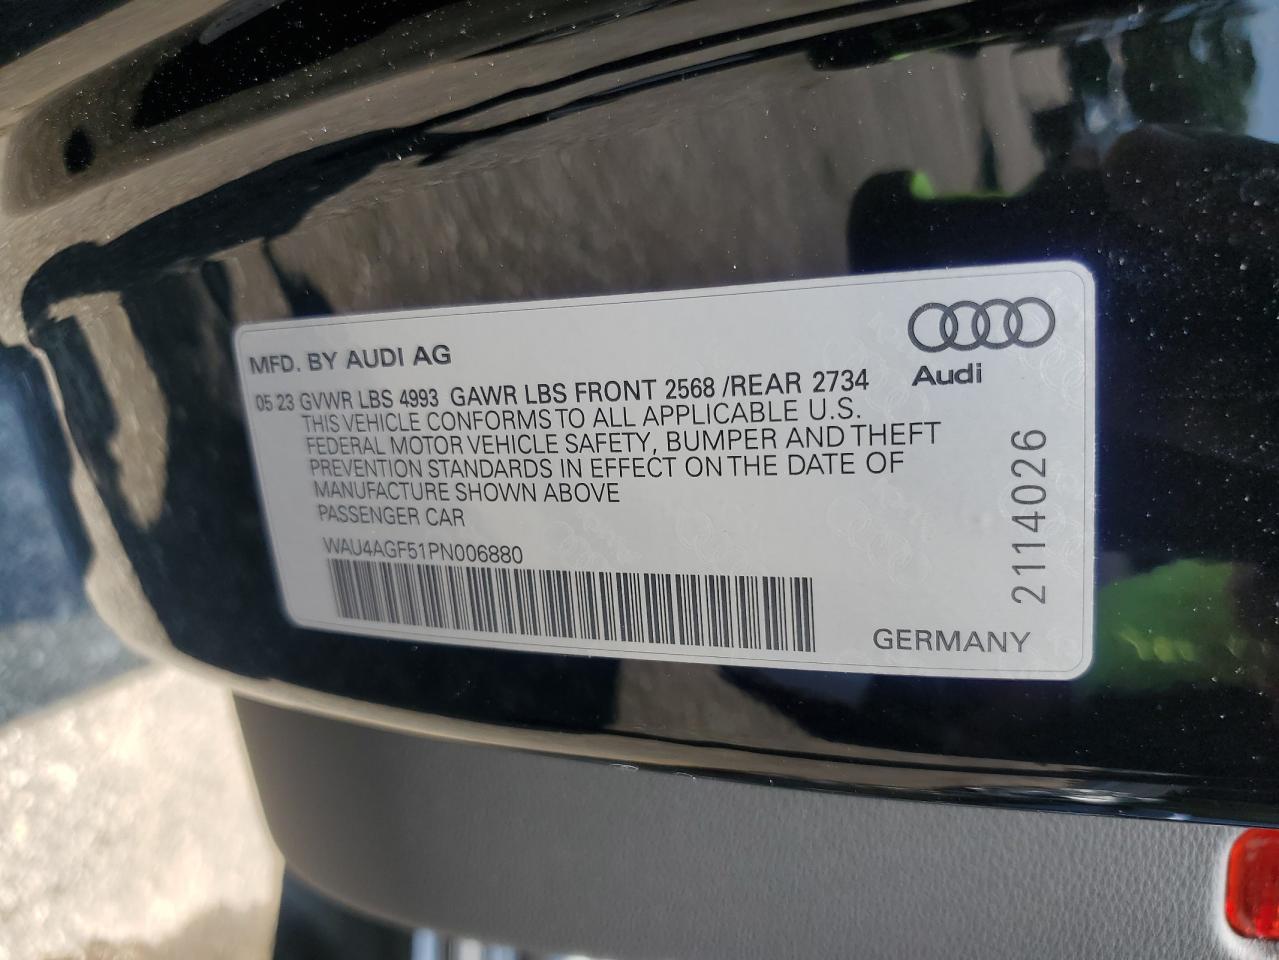 MFD. BY AUDI AG
Audi
05 23 GVWR LBS 4993 GAWR LBS FRONT 2568 /REAR 2734
THIS VEHICLE CONFORMS TO ALL APPLICABLE U.S.
FEDERAL MOTOR VEHICLE SAFETY, BUMPER AND THEFT
PREVENTION STANDARDS IN EFFECT ON THE DATE OF
MANUFACTURE SHOWN ABOVE
PASSENGER CAR
WAU4AGF51PN006880
2114026
GERMANY